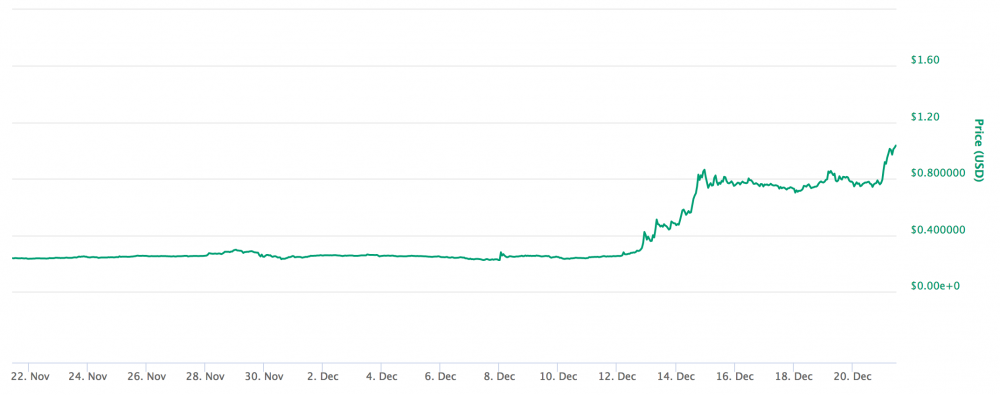 $1.60
$1.20
$0.800000
$0.400000
$0.00e+0
Price (USD)
22. Nov
24. Nov
26. Nov
28. Nov
30. Nov
2. Dec
4. Dec
6. Dec
8. Dec
10. Dec
12. Dec
14. Dec
16. Dec
18. Dec
20. Dec